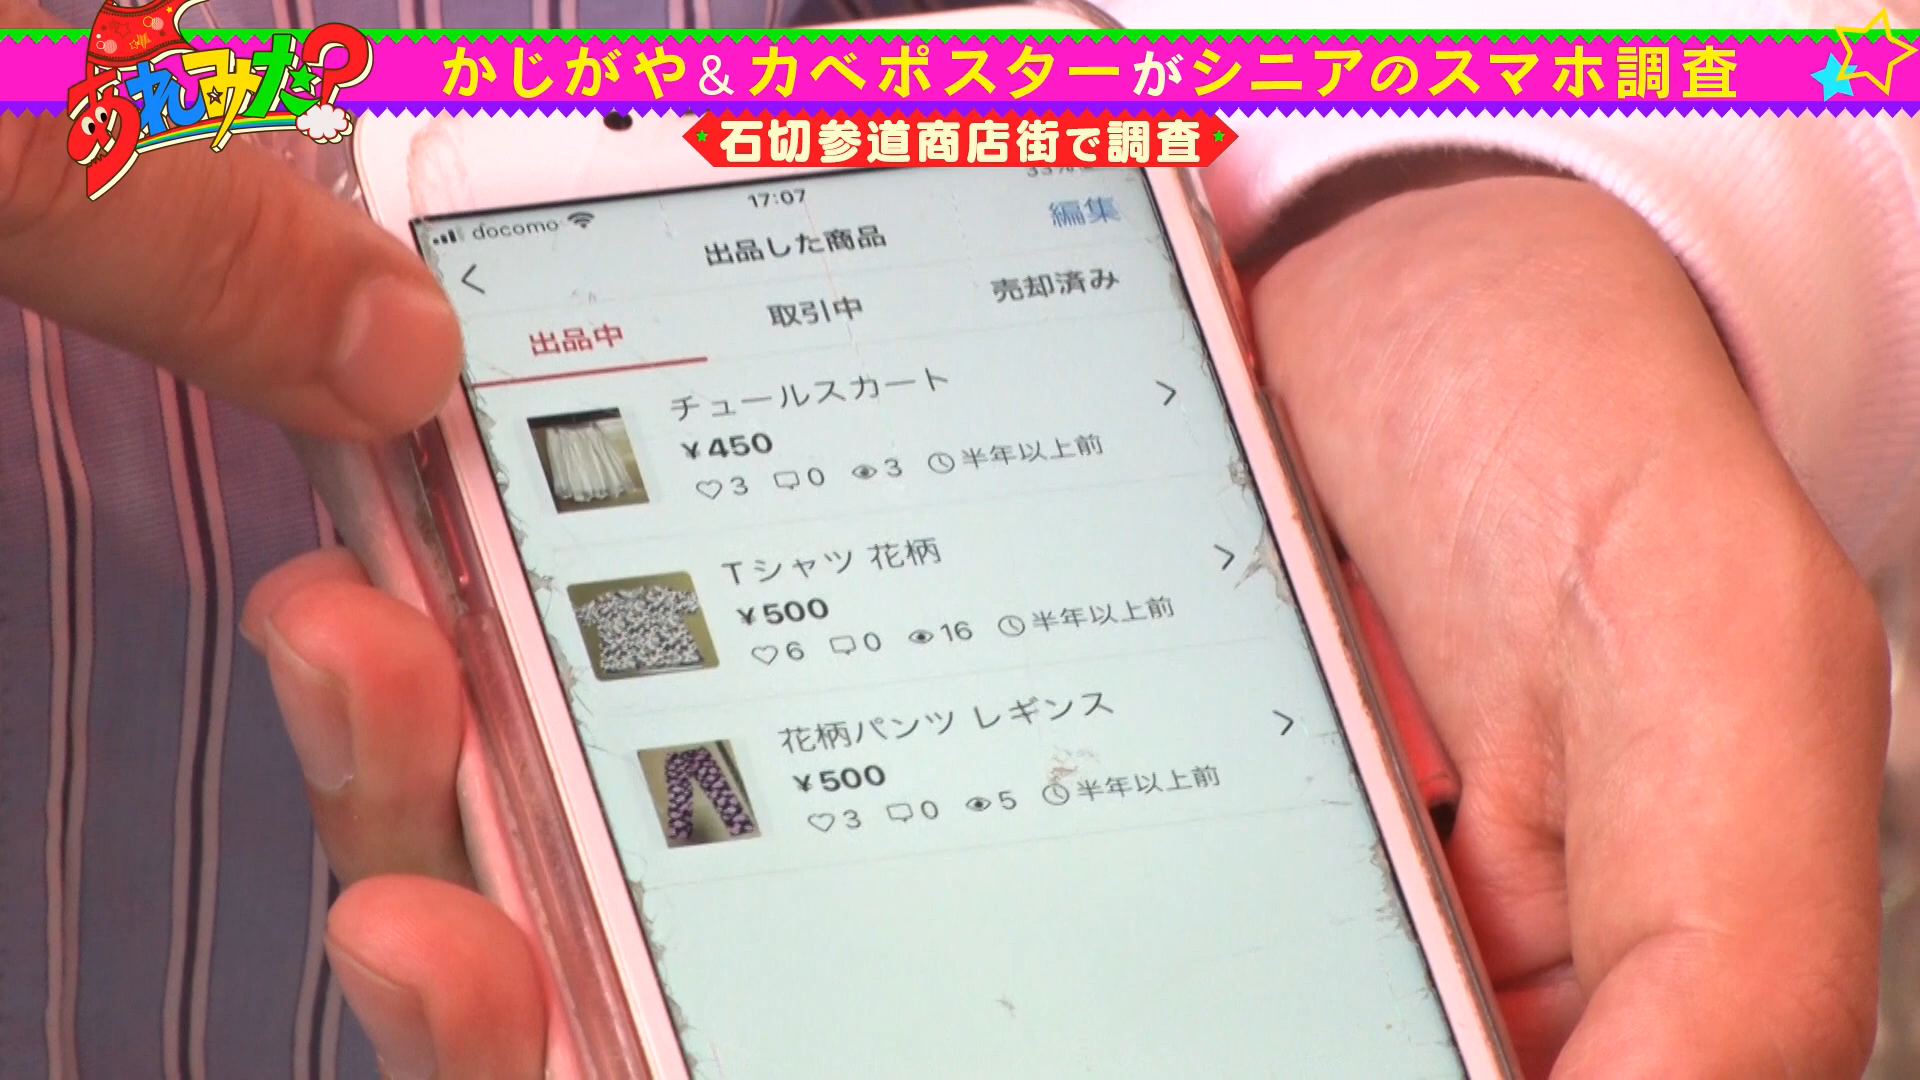 あれみた?
かじがや&カベポスターがシニアのスマホ調査
石切参道商店街で調査
docomo
17:07
33%
出品した商品
編集
出品中
取引中
売却済み
チュールスカート
¥450
3 0 3 半年以上前
Tシャツ 花柄
¥500
6 0 16 半年以上前
花柄パンツ レギンス
¥500
3 0 5 半年以上前